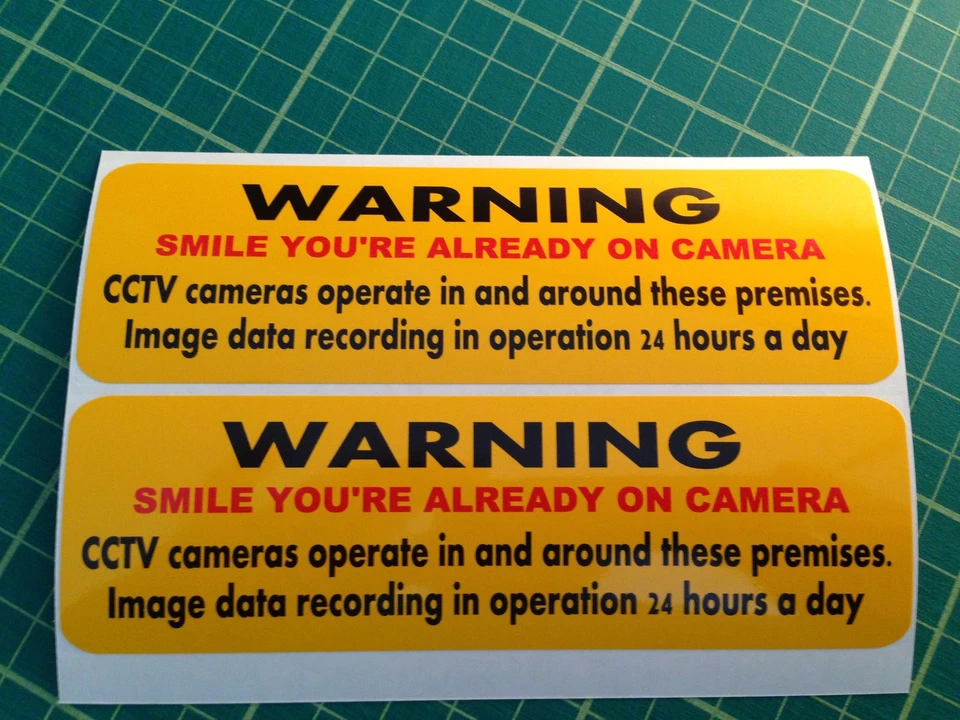 WARNING
SMILE YOU'RE ALREADY ON CAMERA
CCTV cameras operate in and around these premises.
Image data recording in operation 24 hours a day
WARNING
SMILE YOU'RE ALREADY ON CAMERA
CCTV cameras operate in and around these premises.
Image data recording in operation 24 hours a day